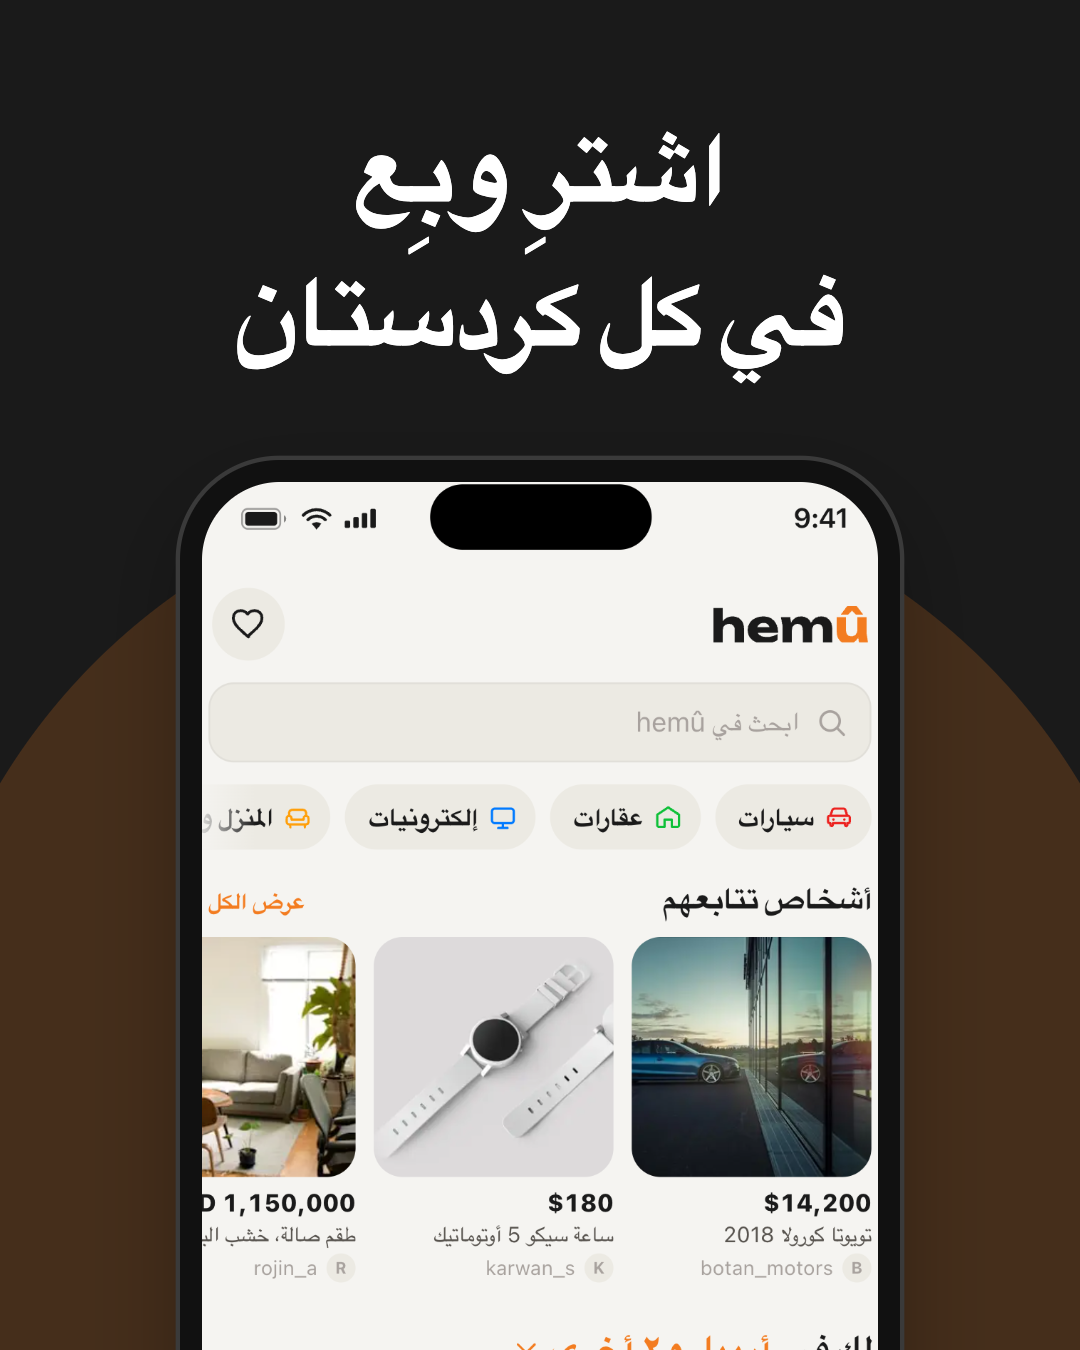 اشترِ وبِع
في كل كردستان
9:41
hemû
ابحث في hemû
سيارات
عقارات
إلكترونيات
المنزل و
أشخاص تتابعهم
عرض الكل
$14,200
تويوتا كورولا 2018
B botan_motors
$180
ساعة سيكو 5 أوتوماتيك
K karwan_s
D 1,150,000
طقم صالة، خشب
R rojin_a